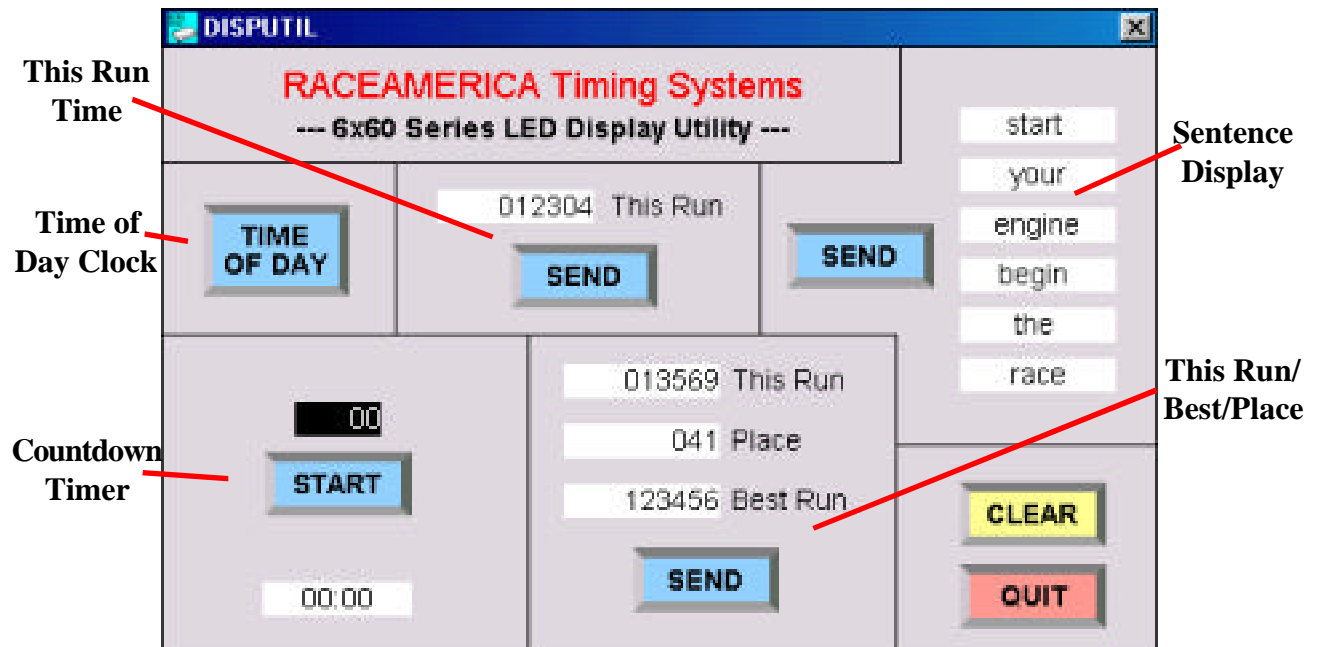 DISPUTIL
This Run
Time
RACEAMERICA Timing Systems
--- 6x60 Series LED Display Utility ---
start
your
engine
begin
the
race
SEND
Sentence
Display
Time of
Day Clock
TIME
OF DAY
012304 This Run
SEND
Countdown
Timer
00
START
00:00
013569 This Run
041 Place
123456 Best Run
SEND
This Run/
Best/Place
CLEAR
QUIT